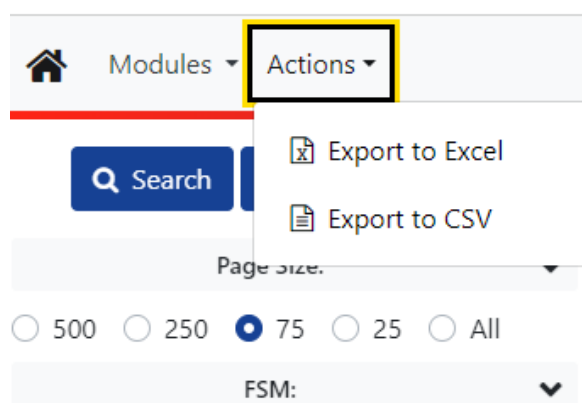 Modules Actions
Export to Excel
Search
Export to CSV
Page Size:
500 250 75 25 All
FSM: